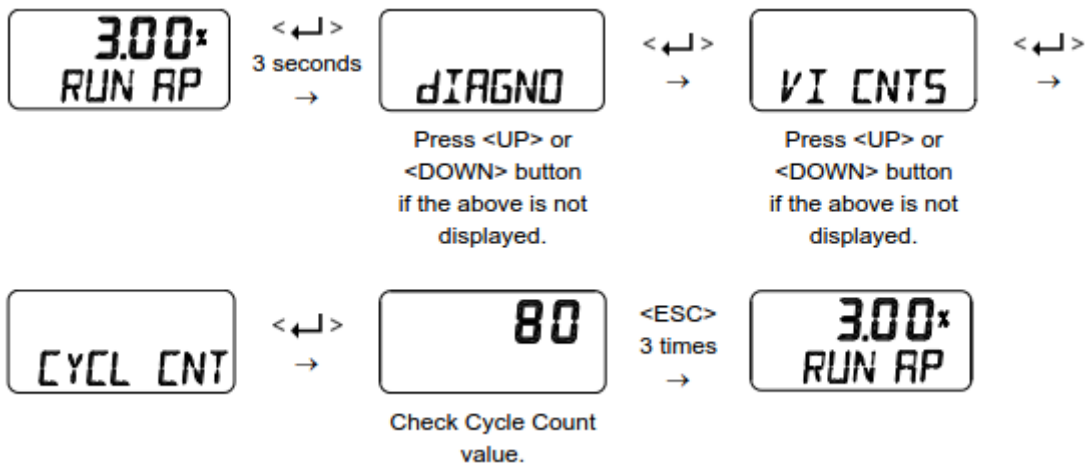 3.00%
RUN AP
< ↵ >
3 seconds
→
dIAGNO
Press <UP> or
<DOWN> button
if the above is not
displayed.
< ↵ >
→
VI CNTS
Press <UP> or
<DOWN> button
if the above is not
displayed.
< ↵ >
→
CYCL CNT
< ↵ >
→
80
Check Cycle Count
value.
<ESC>
3 times
→
3.00%
RUN AP